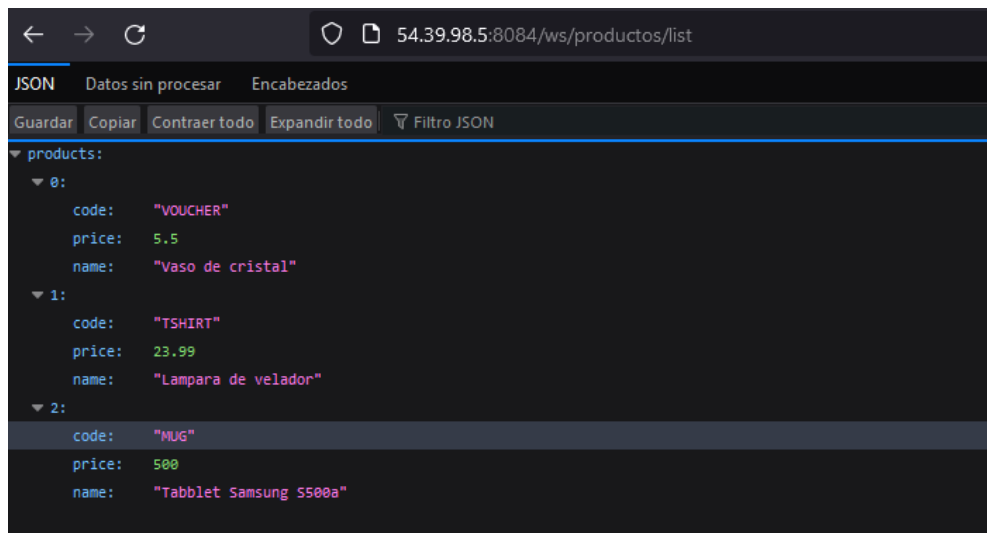 54.39.98.5:8084/ws/productos/list
JSON Datos sin procesar Encabezados
Guardar Copiar Contraer todo Expandir todo Filtro JSON
products:
0:
code: "VOUCHER"
price: 5.5
name: "Vaso de cristal"
1:
code: "TSHIRT"
price: 23.99
name: "Lampara de velador"
2:
code: "MUG"
price: 500
name: "Tabblet Samsung S500a"